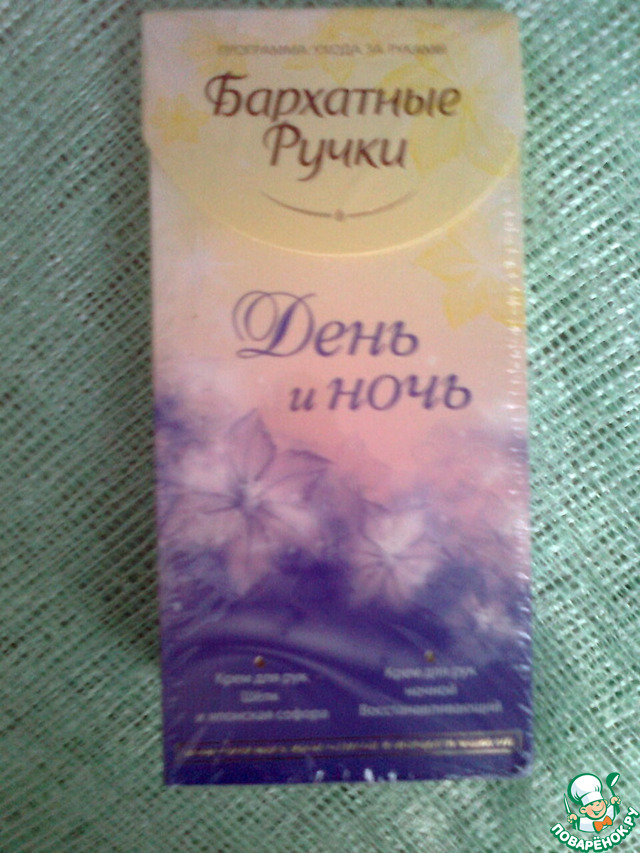 ПРОГРАММА УХОДА ЗА РУКАМИ
Бархатные
Ручки
День
и ночь
Крем для рук
Шёлк
и японская софора
Крем для рук
ночной
Восстанавливающий
ПОВАРЁНОК.РУ